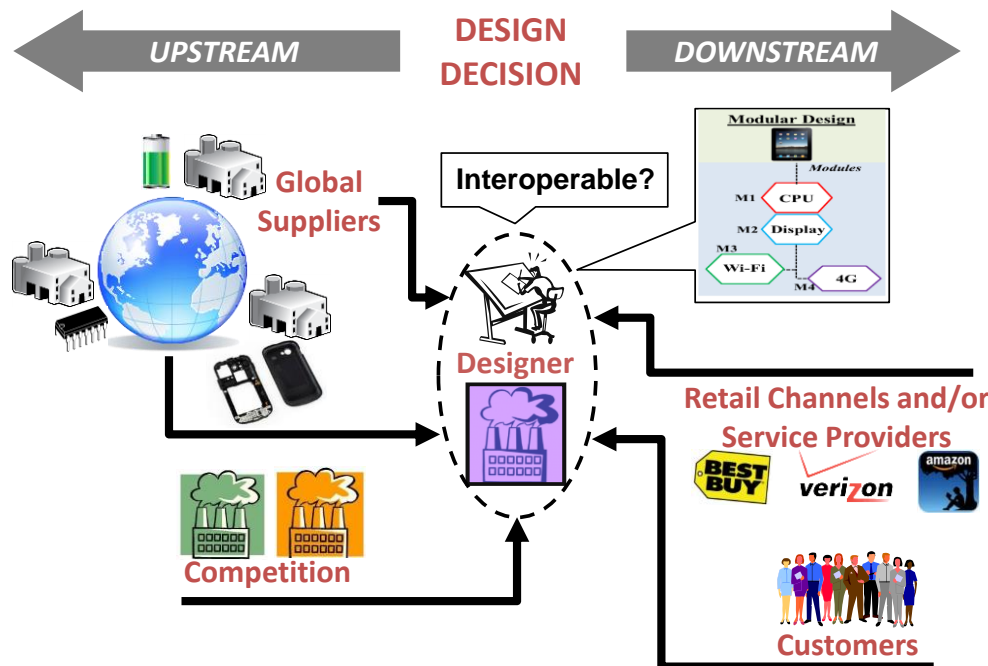 UPSTREAM
DESIGN
DECISION
DOWNSTREAM
Modular Design
Modules
M1
CPU
M2
Display
M3
Wi-Fi
M4
4G
Interoperable?
Global
Suppliers
Designer
Retail Channels and/or
Service Providers
BEST
BUY
verizon
amazon
Competition
Customers